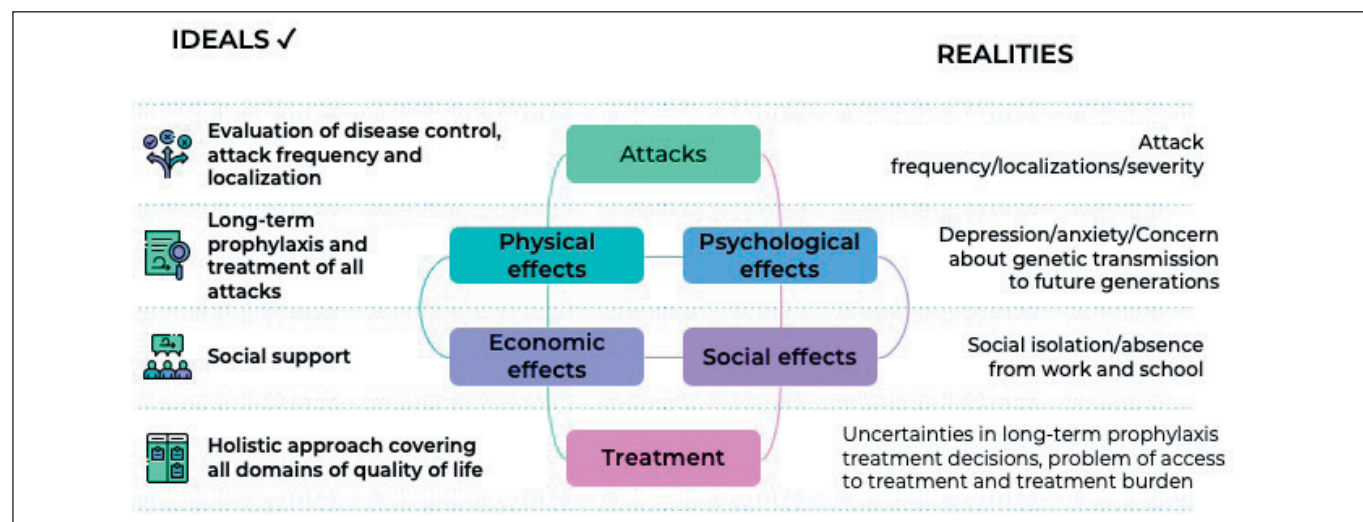 IDEALS ✓
REALITIES
Evaluation of disease control,
attack frequency and
localization
Attacks
Attack
frequency/localizations/severity
Long-term
prophylaxis and
treatment of all
attacks
Physical
effects
Psychological
effects
Depression/anxiety/Concern
about genetic transmission
to future generations
Social support
Economic
effects
Social effects
Social isolation/absence
from work and school
Holistic approach covering
all domains of quality of life
Treatment
Uncertainties in long-term prophylaxis
treatment decisions, problem of access
to treatment and treatment burden